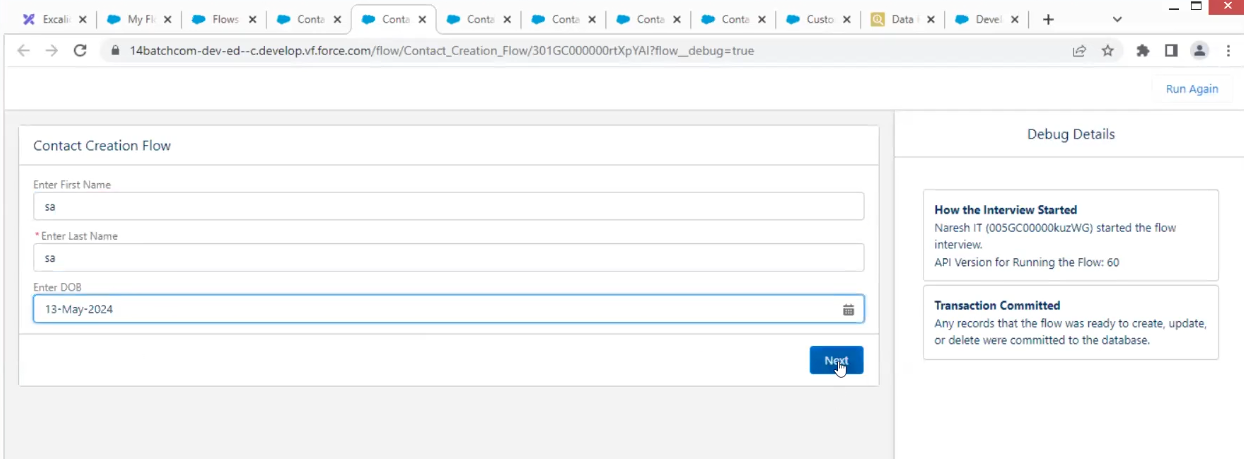 Excali
My Fl
Flows
Conta
Conta
Conta
Conta
Conta
Conta
Custo
Data
Devel
14batchcom-dev-ed--c.develop.vf.force.com/flow/Contact_Creation_Flow/301GC000000rtXpYAI?flow__debug=true
Run Again
Contact Creation Flow
Debug Details
Enter First Name
sa
*Enter Last Name
sa
Enter DOB
13-May-2024
Next
How the Interview Started
Naresh IT (005GC00000kuzWG) started the flow
interview.
API Version for Running the Flow: 60
Transaction Committed
Any records that the flow was ready to create, update,
or delete were committed to the database.